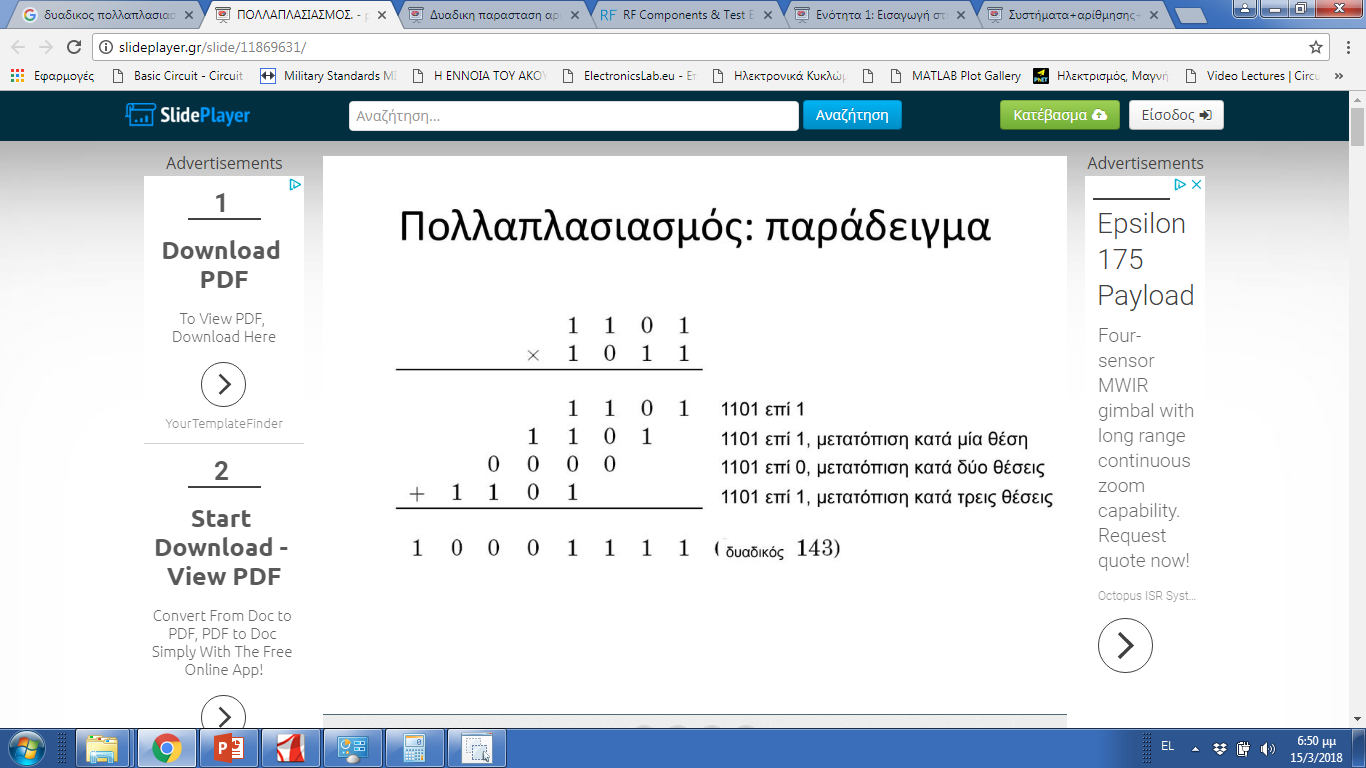 δυαδικος πολλαπλασιασ
ΠΟΛΛΑΠΛΑΣΙΑΣΜΟΣ. - p
Δυαδικη παρασταση αρι
RF Components & Test E
Ενότητα 1: Εισαγωγή στ
Συστήματα+αρίθμησης+
slideplayer.gr/slide/11869631/
Εφαρμογές
Basic Circuit - Circuit
Military Standards MI
Η ΕΝΝΟΙΑ ΤΟΥ ΑΚΟΥ
ElectronicsLab.eu - Επ
Ηλεκτρονικά Κυκλώμ
MATLAB Plot Gallery
Ηλεκτρισμός, Μαγνή
Video Lectures | Circu
»
SlidePlayer
Αναζήτηση...
Αναζήτηση
Κατέβασμα
Είσοδος
Advertisements
1
Download
PDF
To View PDF,
Download Here
YourTemplateFinder
2
Start
Download -
View PDF
Convert From Doc to
PDF, PDF to Doc
Simply With The Free
Online App!
Πολλαπλασιασμός: παράδειγμα
1 1 0 1
× 1 0 1 1
1 1 0 1 1101 επί 1
1 1 0 1 1101 επί 1, μετατόπιση κατά μία θέση
0 0 0 0 1101 επί 0, μετατόπιση κατά δύο θέσεις
+ 1 1 0 1 1101 επί 1, μετατόπιση κατά τρεις θέσεις
1 0 0 0 1 1 1 1 ( δυαδικός 143)
Advertisements
Epsilon
175
Payload
Four-
sensor
MWIR
gimbal with
long range
continuous
zoom
capability.
Request
quote now!
Octopus ISR Syst...
EL
6:50 μμ
15/3/2018